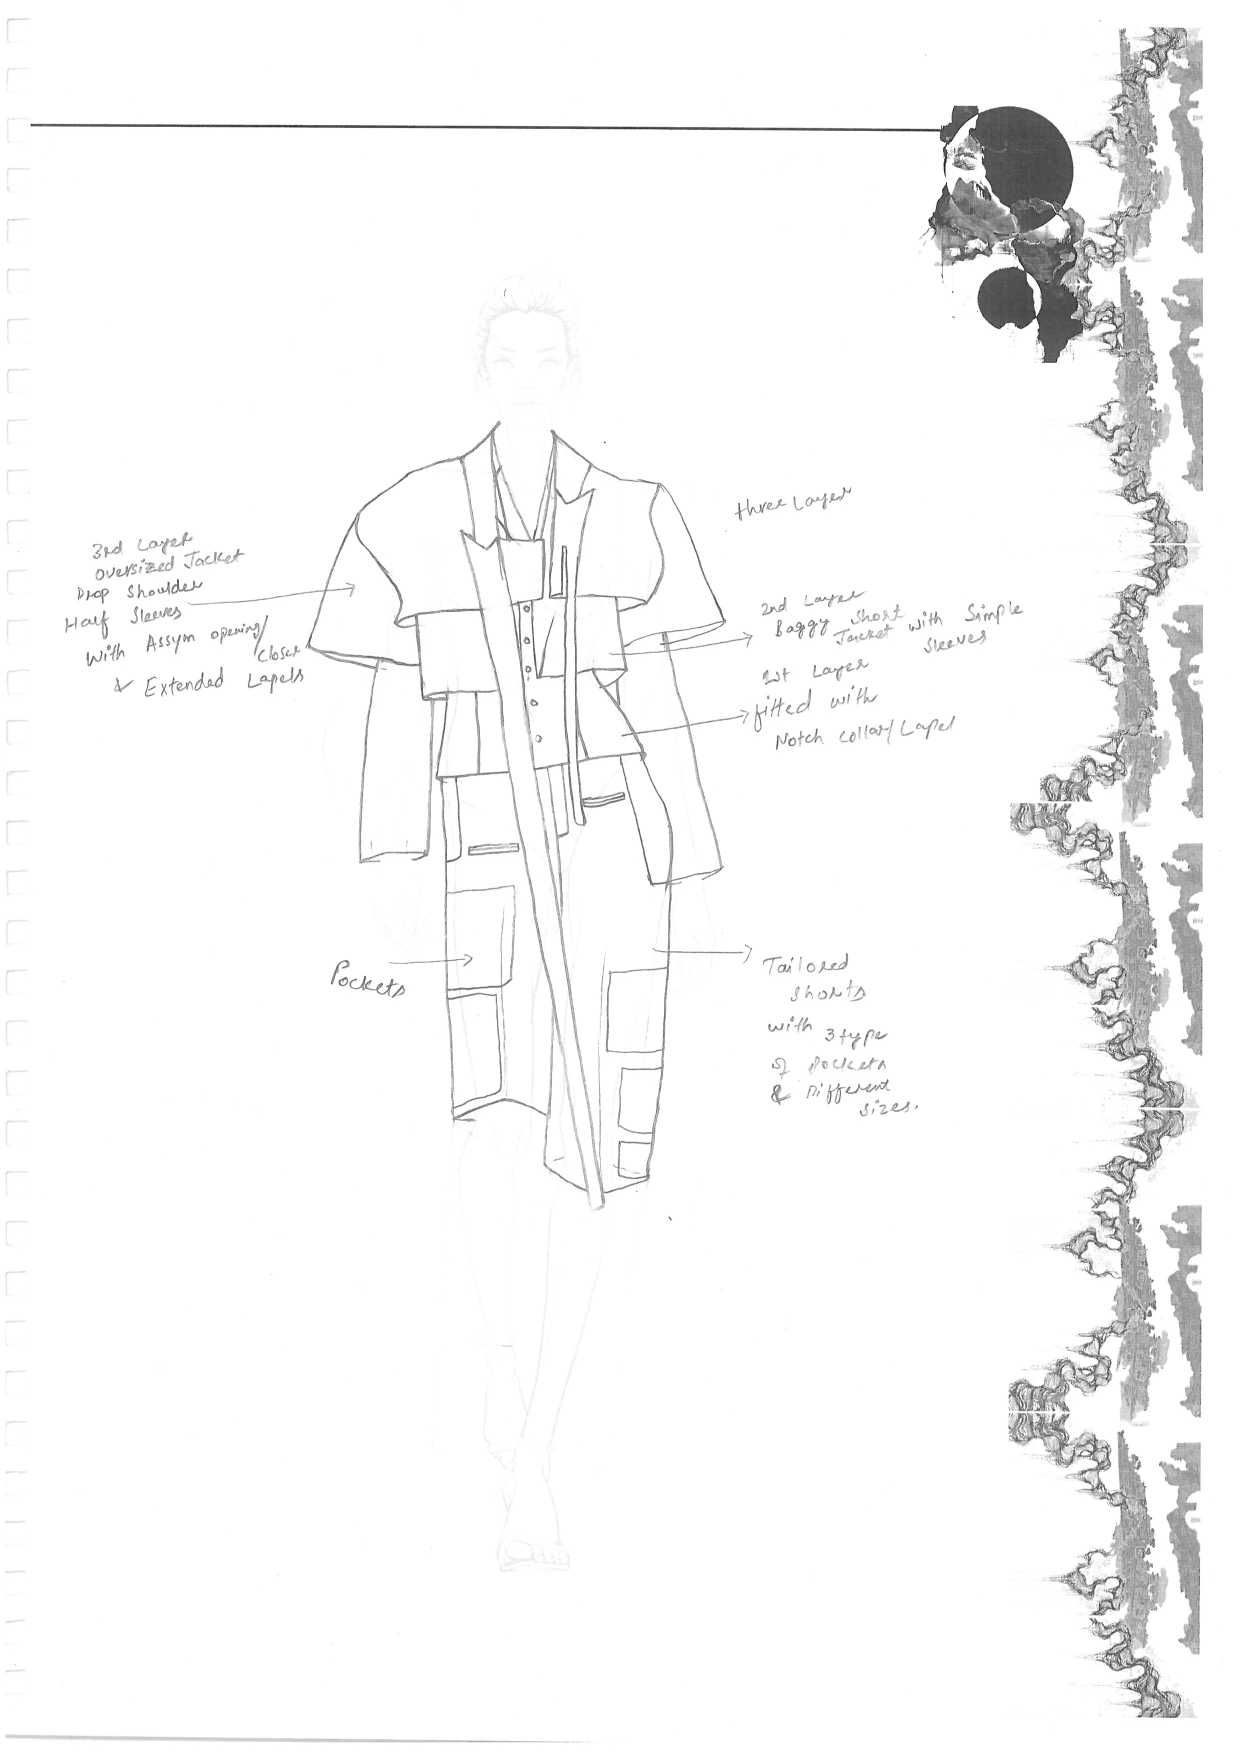 three Layer
3rd Layer
oversized Jacket
Drop Shoulder
Half Sleeves
With Assym opening/
Closer
& Extended Lapels
2nd Layer
Baggy Short
Jacket with Simple
Sleeves
1st Layer
fitted with
Notch collar/Lapel
Pockets
Tailored
Shorts
with 3 type
of Pockets
& Different
Sizes.